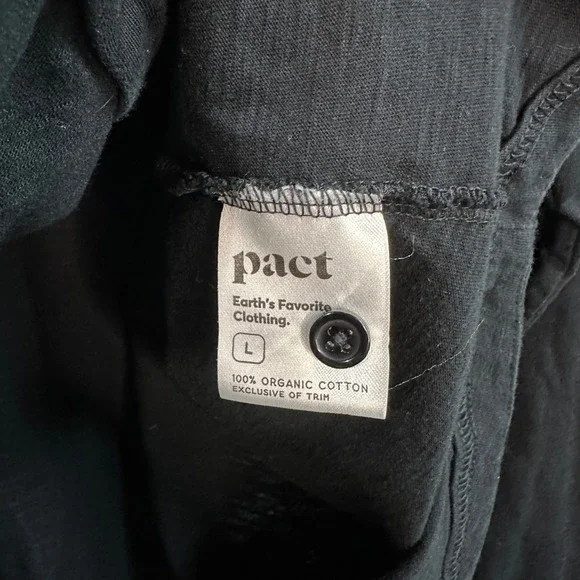 pact
Earth's Favorite
Clothing.
L
100% ORGANIC COTTON
EXCLUSIVE OF TRIM